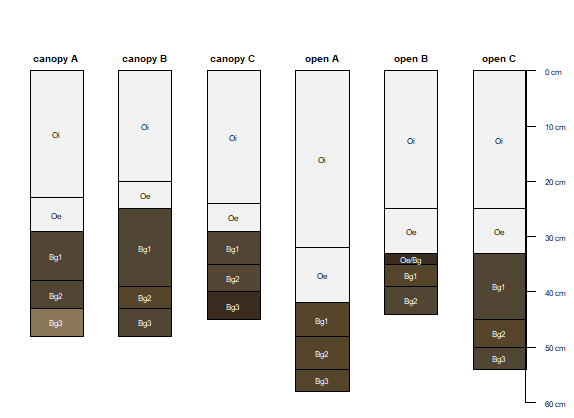 canopy A canopy B canopy C open A open B open C
0 cm
Oi Oi Oi Oi Oi Oi
10 cm
20 cm
Oe Oe Oe Oe Oe Oe
30 cm
Oe/Bg
Bg1 Bg1 Bg1 Bg1 Bg1 Bg1
40 cm
Bg2 Bg2 Bg2 Bg2 Bg2 Bg2
50 cm
Bg3 Bg3 Bg3 Bg3 Bg3
60 cm